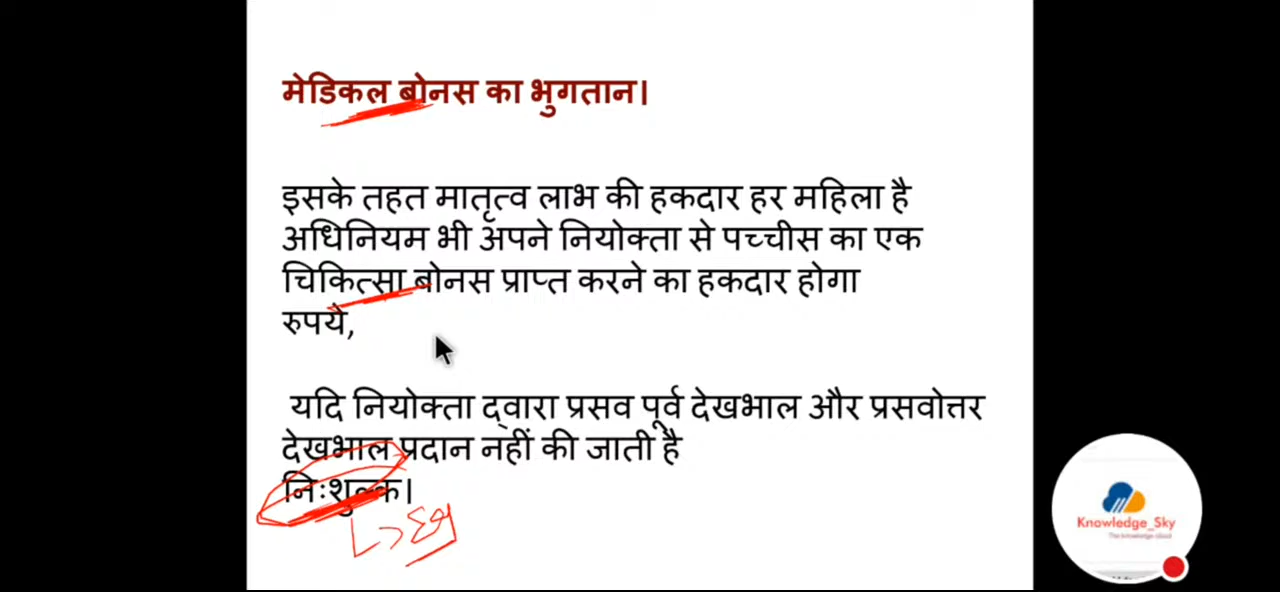 मेडिकल बोनस का भुगतान।
इसके तहत मातृत्व लाभ की हकदार हर महिला है
अधिनियम भी अपने नियोक्ता से पच्चीस का एक
चिकित्सा बोनस प्राप्त करने का हकदार होगा
रुपये,
यदि नियोक्ता द्वारा प्रसव पूर्व देखभाल और प्रसवोत्तर
देखभाल प्रदान नहीं की जाती है
निःशुल्क।
Knowledge_Sky